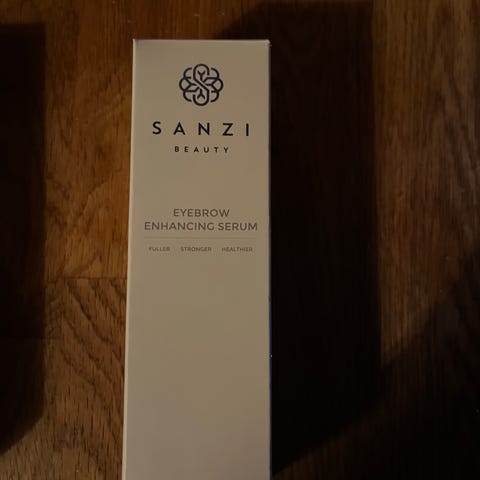 SANZI
BEAUTY
EYEBROW
ENHANCING SERUM
FULLER STRONGER HEALTHIER